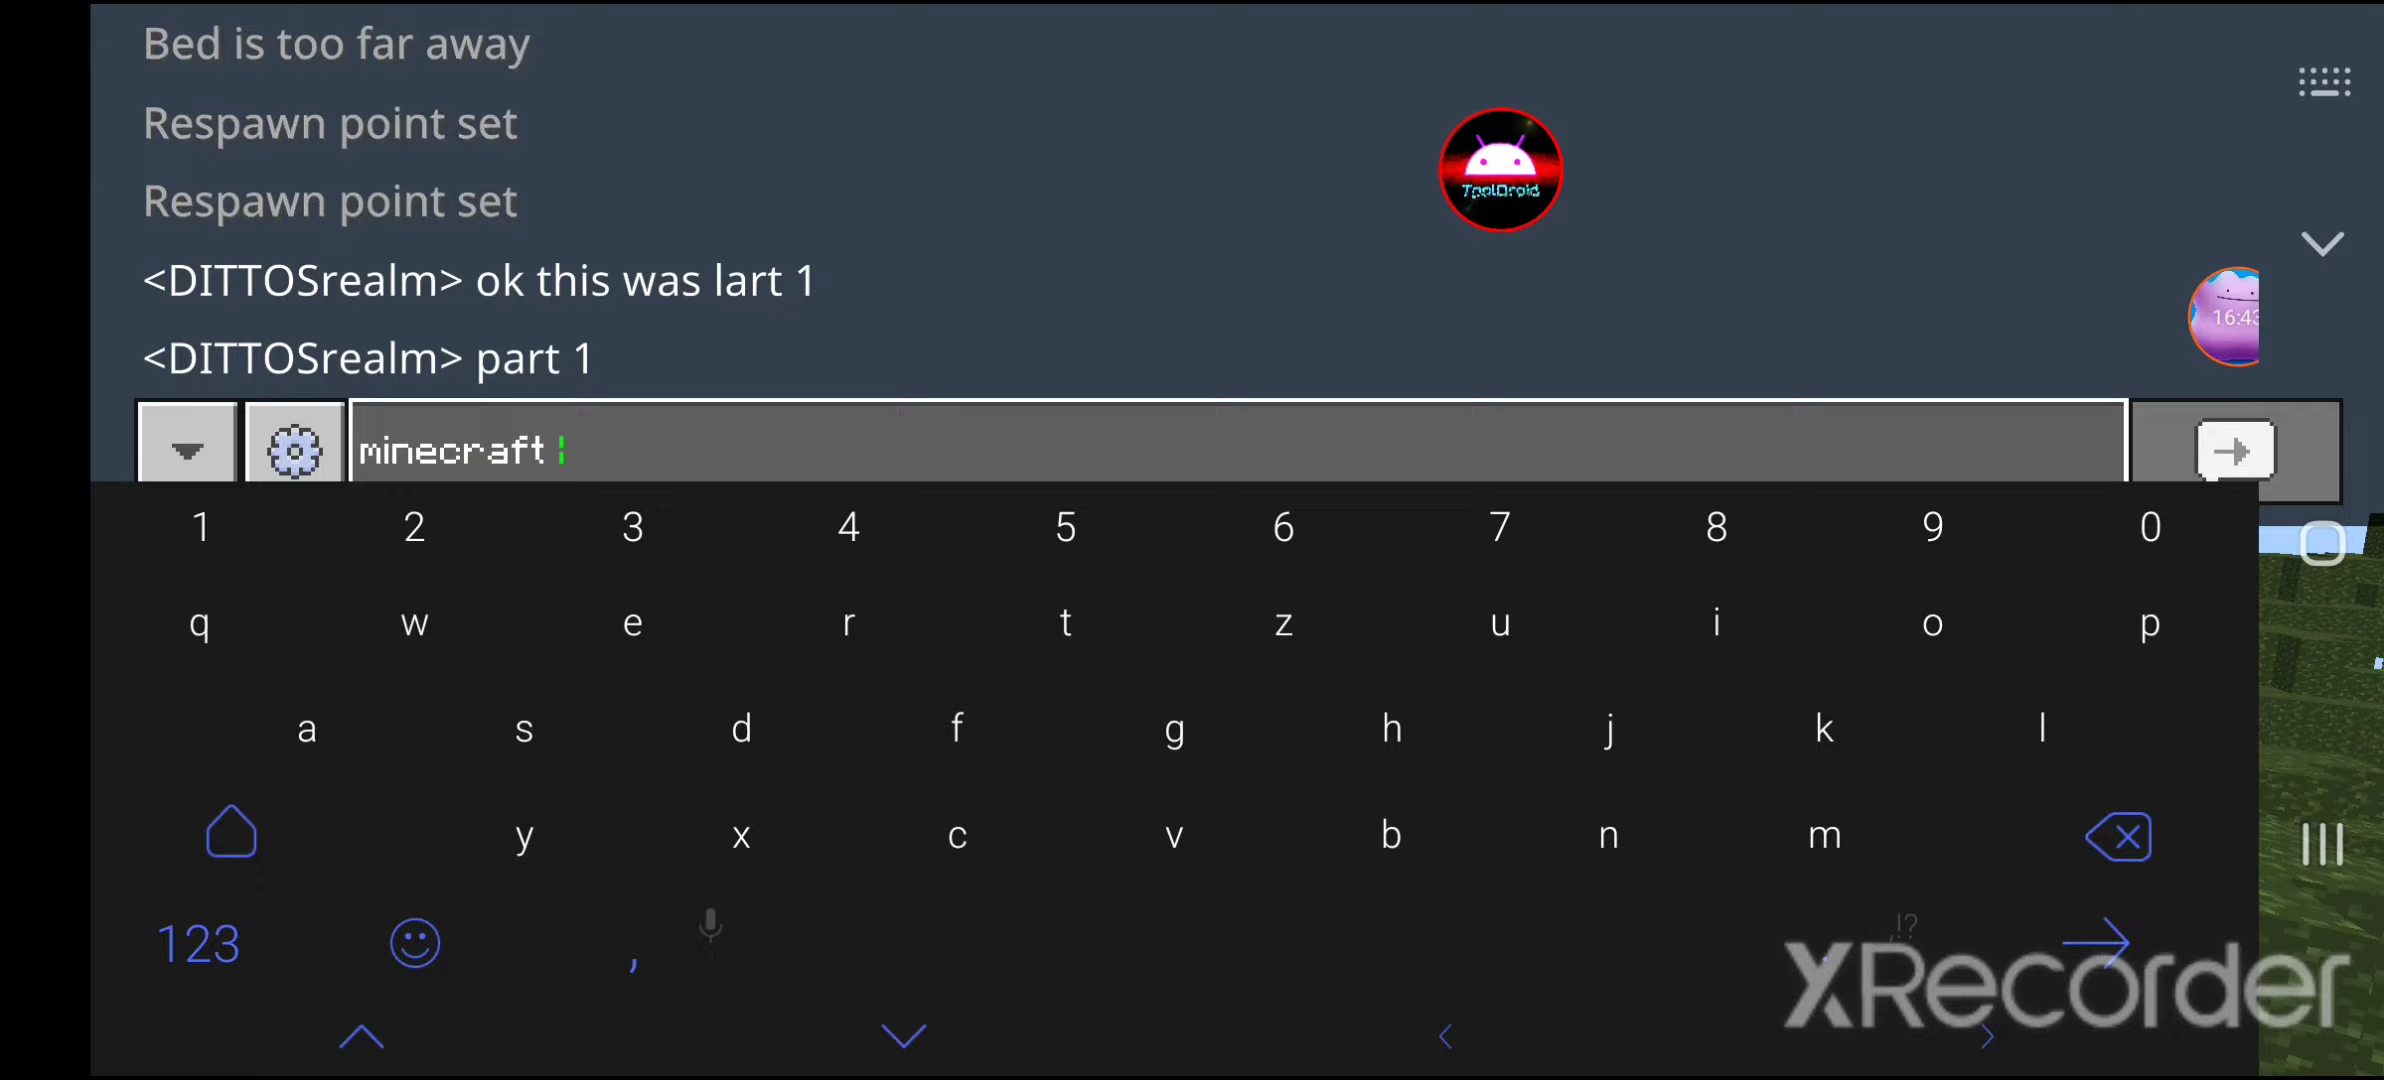 Bed is too far away
Respawn point set
Respawn point set
<DITTOSrealm> ok this was lart 1
<DITTOSrealm> part 1
ToolDroid
16:43
minecraft
1 2 3 4 5 6 7 8 9 0
q w e r t z u i o p
a s d f g h j k l
y x c v b n m
123 , ,!? .
XRecorder